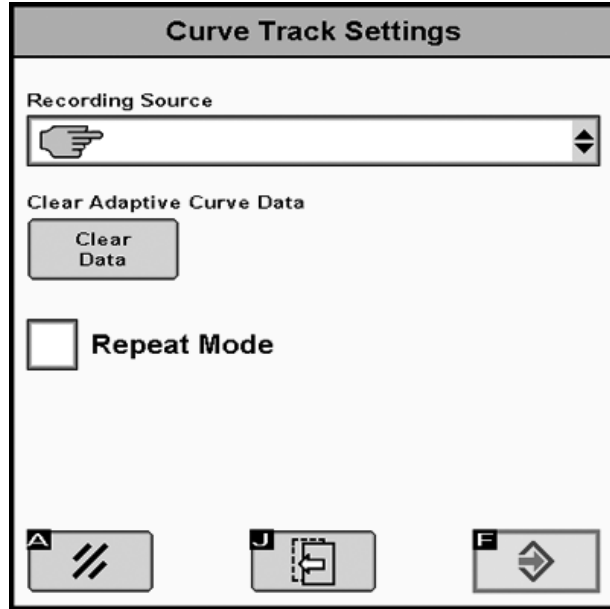 Curve Track Settings
Recording Source
Clear Adaptive Curve Data
Clear
Data
Repeat Mode
A
J
F